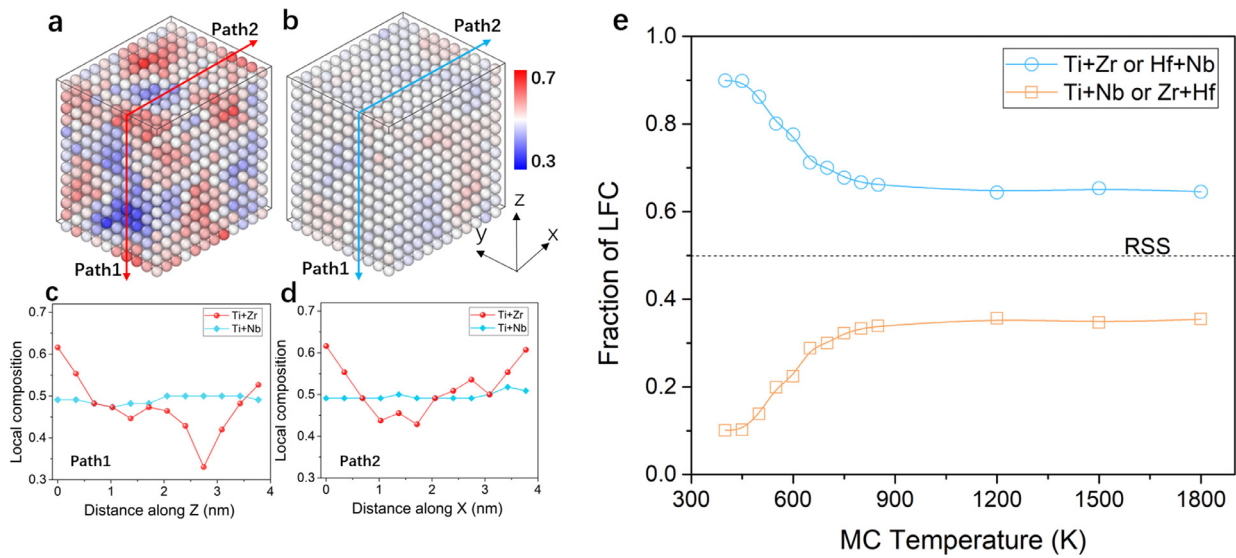 a
Path2
b
Path2
0.7
0.3
Path1
Path1
Z
y
X
c
d
0.7
0.6
0.5
0.4
0.3
Local composition
Ti+Zr
Ti+Nb
Path1
0
1
2
3
4
Distance along Z (nm)
0.7
0.6
0.5
0.4
0.3
Local composition
Ti+Zr
Ti+Nb
Path2
0
1
2
3
4
Distance along X (nm)
e
1.0
0.8
0.6
0.4
0.2
0.0
Fraction of LFC
Ti+Zr or Hf+Nb
Ti+Nb or Zr+Hf
RSS
300
600
900
1200
1500
1800
MC Temperature (K)